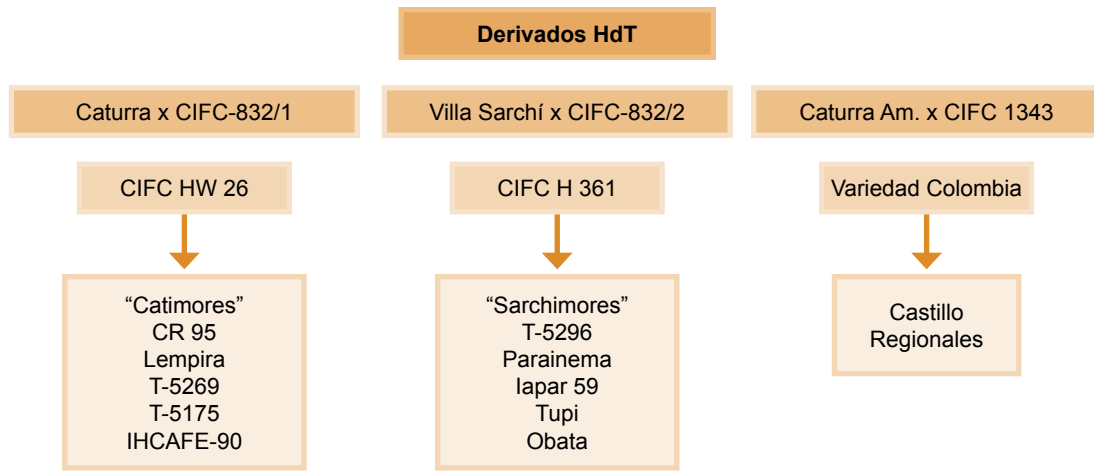 Derivados HdT
Caturra x CIFC-832/1
Villa Sarchí x CIFC-832/2
Caturra Am. x CIFC 1343
CIFC HW 26
CIFC H 361
Variedad Colombia
“Catimores”
CR 95
Lempira
T-5269
T-5175
IHCAFE-90
“Sarchimores”
T-5296
Parainema
Iapar 59
Tupi
Obata
Castillo
Regionales